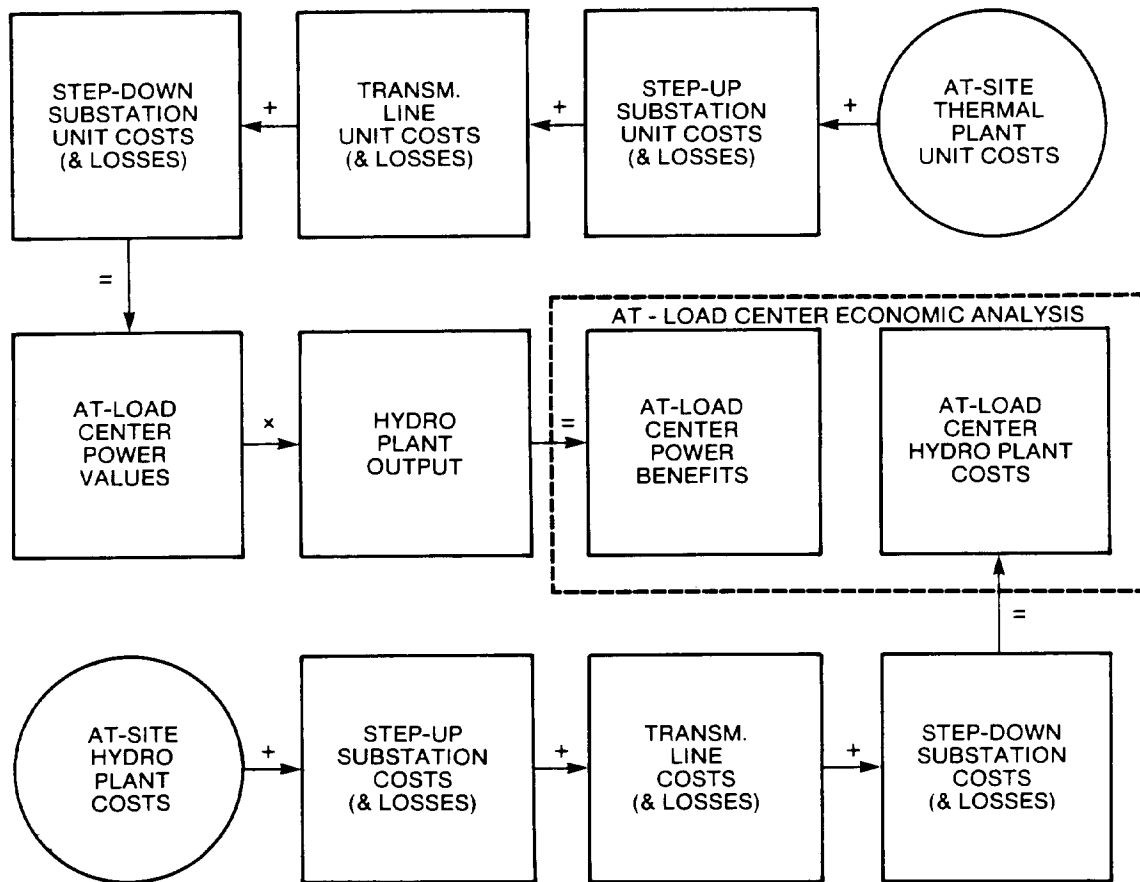 STEP-DOWN
SUBSTATION
UNIT COSTS
(& LOSSES)
+
TRANSM.
LINE
UNIT COSTS
(& LOSSES)
+
STEP-UP
SUBSTATION
UNIT COSTS
(& LOSSES)
+
AT-SITE
THERMAL
PLANT
UNIT COSTS
=
AT-LOAD
CENTER
POWER
VALUES
×
HYDRO
PLANT
OUTPUT
=
AT - LOAD CENTER ECONOMIC ANALYSIS
AT-LOAD
CENTER
POWER
BENEFITS
AT-LOAD
CENTER
HYDRO PLANT
COSTS
=
AT-SITE
HYDRO
PLANT
COSTS
+
STEP-UP
SUBSTATION
COSTS
(& LOSSES)
+
TRANSM.
LINE
COSTS
(& LOSSES)
+
STEP-DOWN
SUBSTATION
COSTS
(& LOSSES)